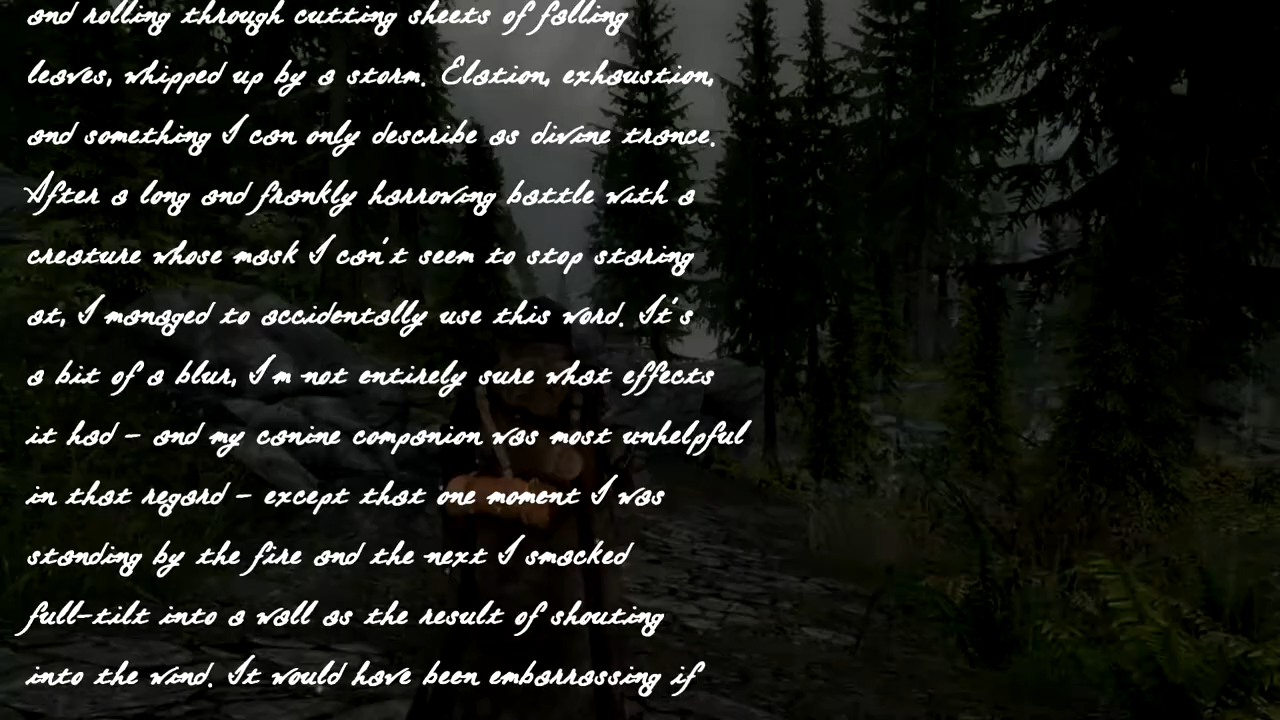 and rolling through cutting sheets of falling
leaves, whipped up by a storm. Elation, exhaustion,
and something I can only describe as divine trance.
After a long and frankly harrowing battle with a
creature whose mask I can't seem to stop staring
at, I managed to accidentally use this word. It's
a bit of a blur, I'm not entirely sure what effects
it had - and my canine companion was most unhelpful
in that regard - except that one moment I was
standing by the fire and the next I smacked
full-tilt into a wall as the result of shouting
into the wind. It would have been embarrassing if